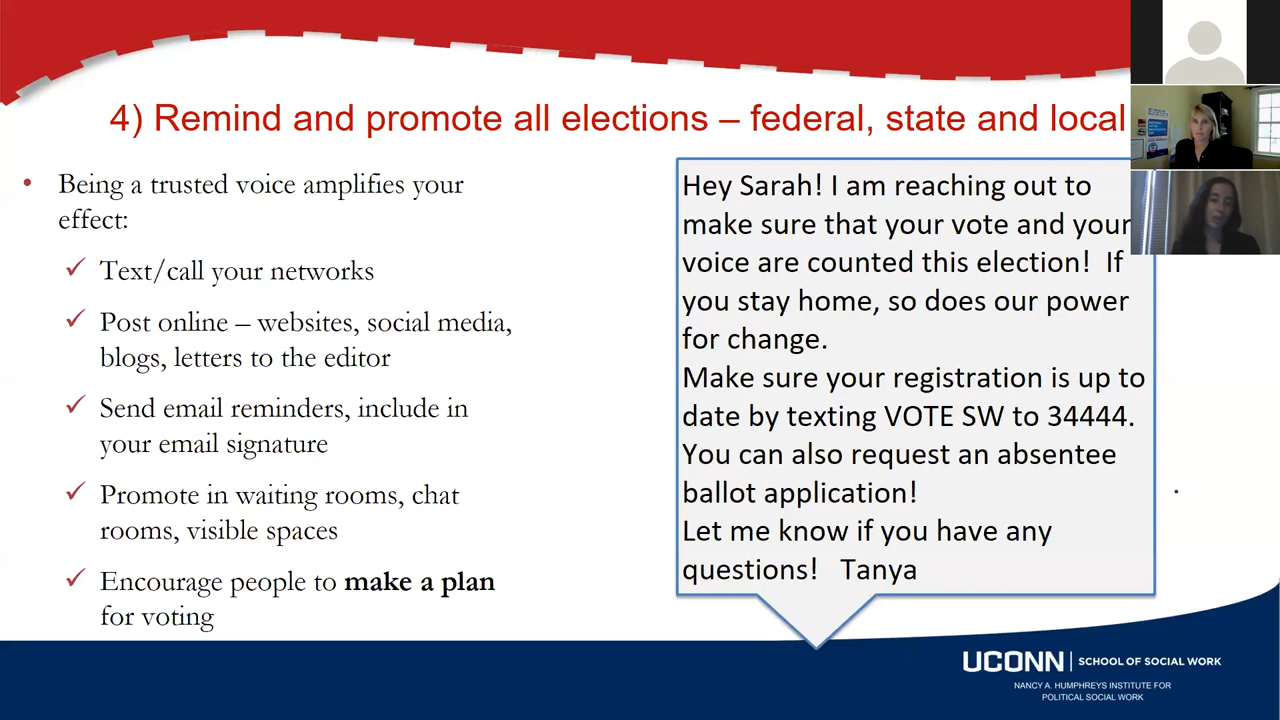 4) Remind and promote all elections – federal, state and local
• Being a trusted voice amplifies your
effect:
✓ Text/call your networks
✓ Post online – websites, social media,
blogs, letters to the editor
✓ Send email reminders, include in
your email signature
✓ Promote in waiting rooms, chat
rooms, visible spaces
✓ Encourage people to make a plan
for voting
Hey Sarah! I am reaching out to
make sure that your vote and your
voice are counted this election! If
you stay home, so does our power
for change.
Make sure your registration is up to
date by texting VOTE SW to 34444.
You can also request an absentee
ballot application!
Let me know if you have any
questions! Tanya
UCONN | SCHOOL OF SOCIAL WORK
NANCY A. HUMPHREYS INSTITUTE FOR
POLITICAL SOCIAL WORK